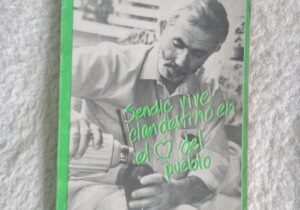 Sendic vive
clandestino en
el ♡ del
pueblo